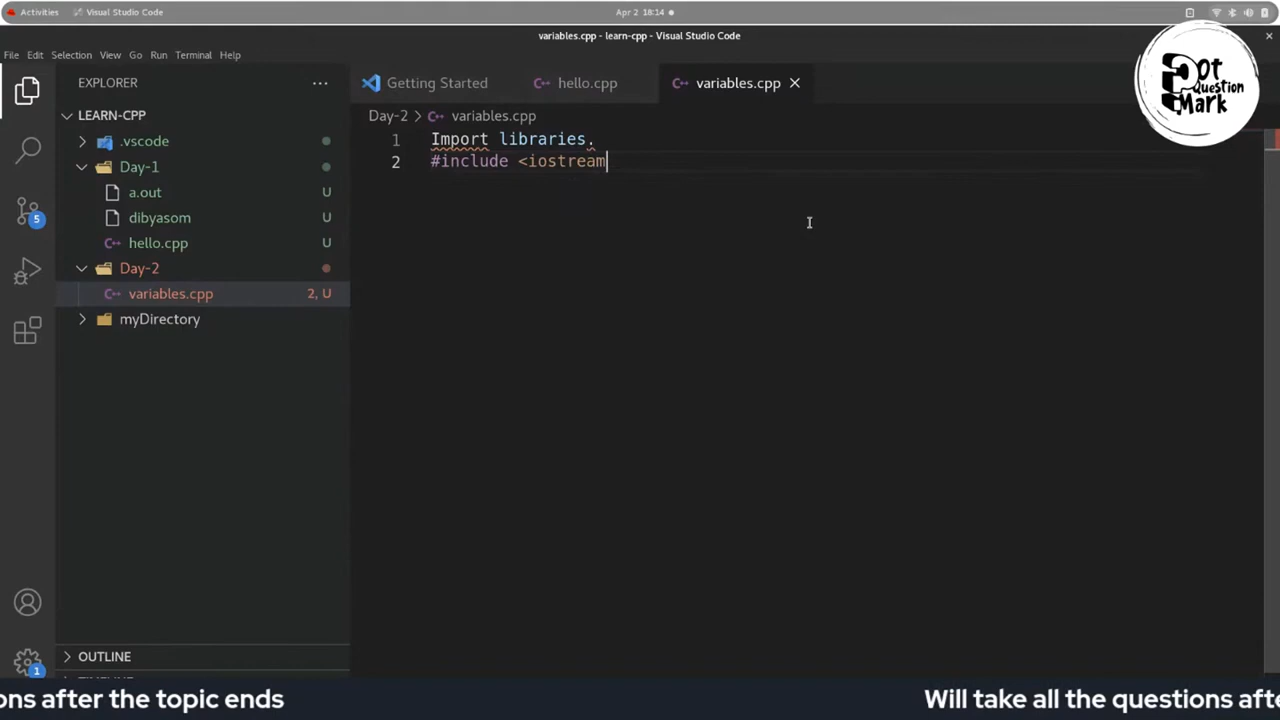 Activities
Visual Studio Code
Apr 2 18:14
variables.cpp - learn-cpp - Visual Studio Code
File Edit Selection View Go Run Terminal Help
EXPLORER
Getting Started
hello.cpp
variables.cpp
LEARN-CPP
Day-2 > variables.cpp
.vscode
Day-1
a.out U
dibyasom U
hello.cpp U
Day-2
variables.cpp 2, U
myDirectory
1 Import libraries.
2 #include <iostream
5
OUTLINE
1
Dot
Question
Mark
ons after the topic ends
Will take all the questions afte